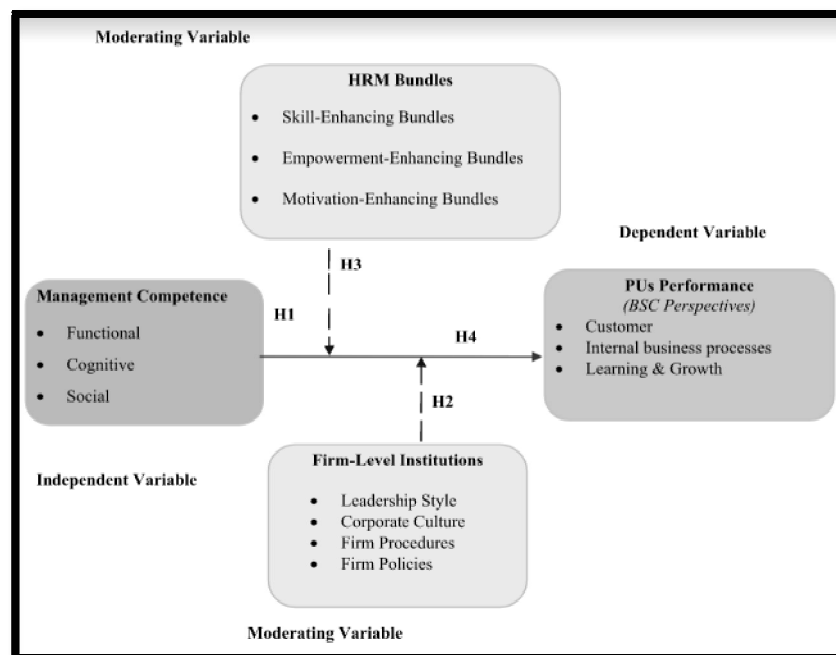 Moderating Variable
HRM Bundles
• Skill-Enhancing Bundles
• Empowerment-Enhancing Bundles
• Motivation-Enhancing Bundles
Dependent Variable
H3
PUs Performance
(BSC Perspectives)
• Customer
• Internal business processes
• Learning & Growth
Management Competence
• Functional
• Cognitive
• Social
H1
H4
H2
Independent Variable
Firm-Level Institutions
• Leadership Style
• Corporate Culture
• Firm Procedures
• Firm Policies
Moderating Variable